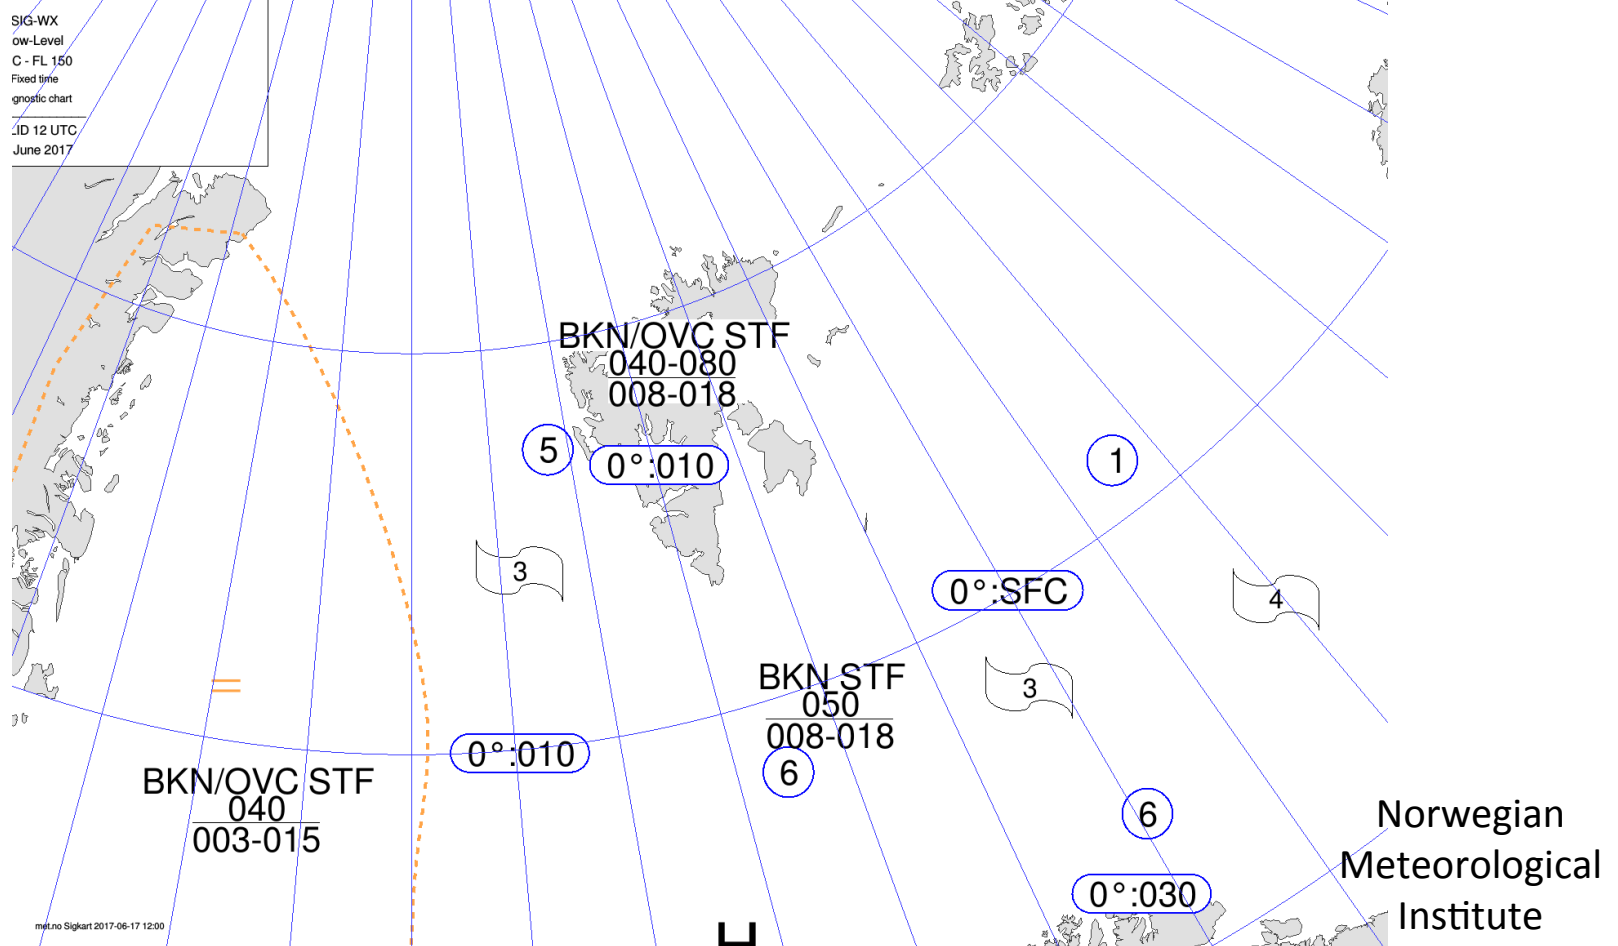 SIG-WX
ow-Level
C - FL 150
Fixed time
gnostic chart
LID 12 UTC
June 2017
BKN/OVC STF
040-080
008-018
5
0°:010
1
3
0°:SFC
4
BKN STF
050
008-018
3
0°:010
6
BKN/OVC STF
040
003-015
6
0°:030
Norwegian
Meteorological
Institute
met.no Sigkart 2017-06-17 12:00
H